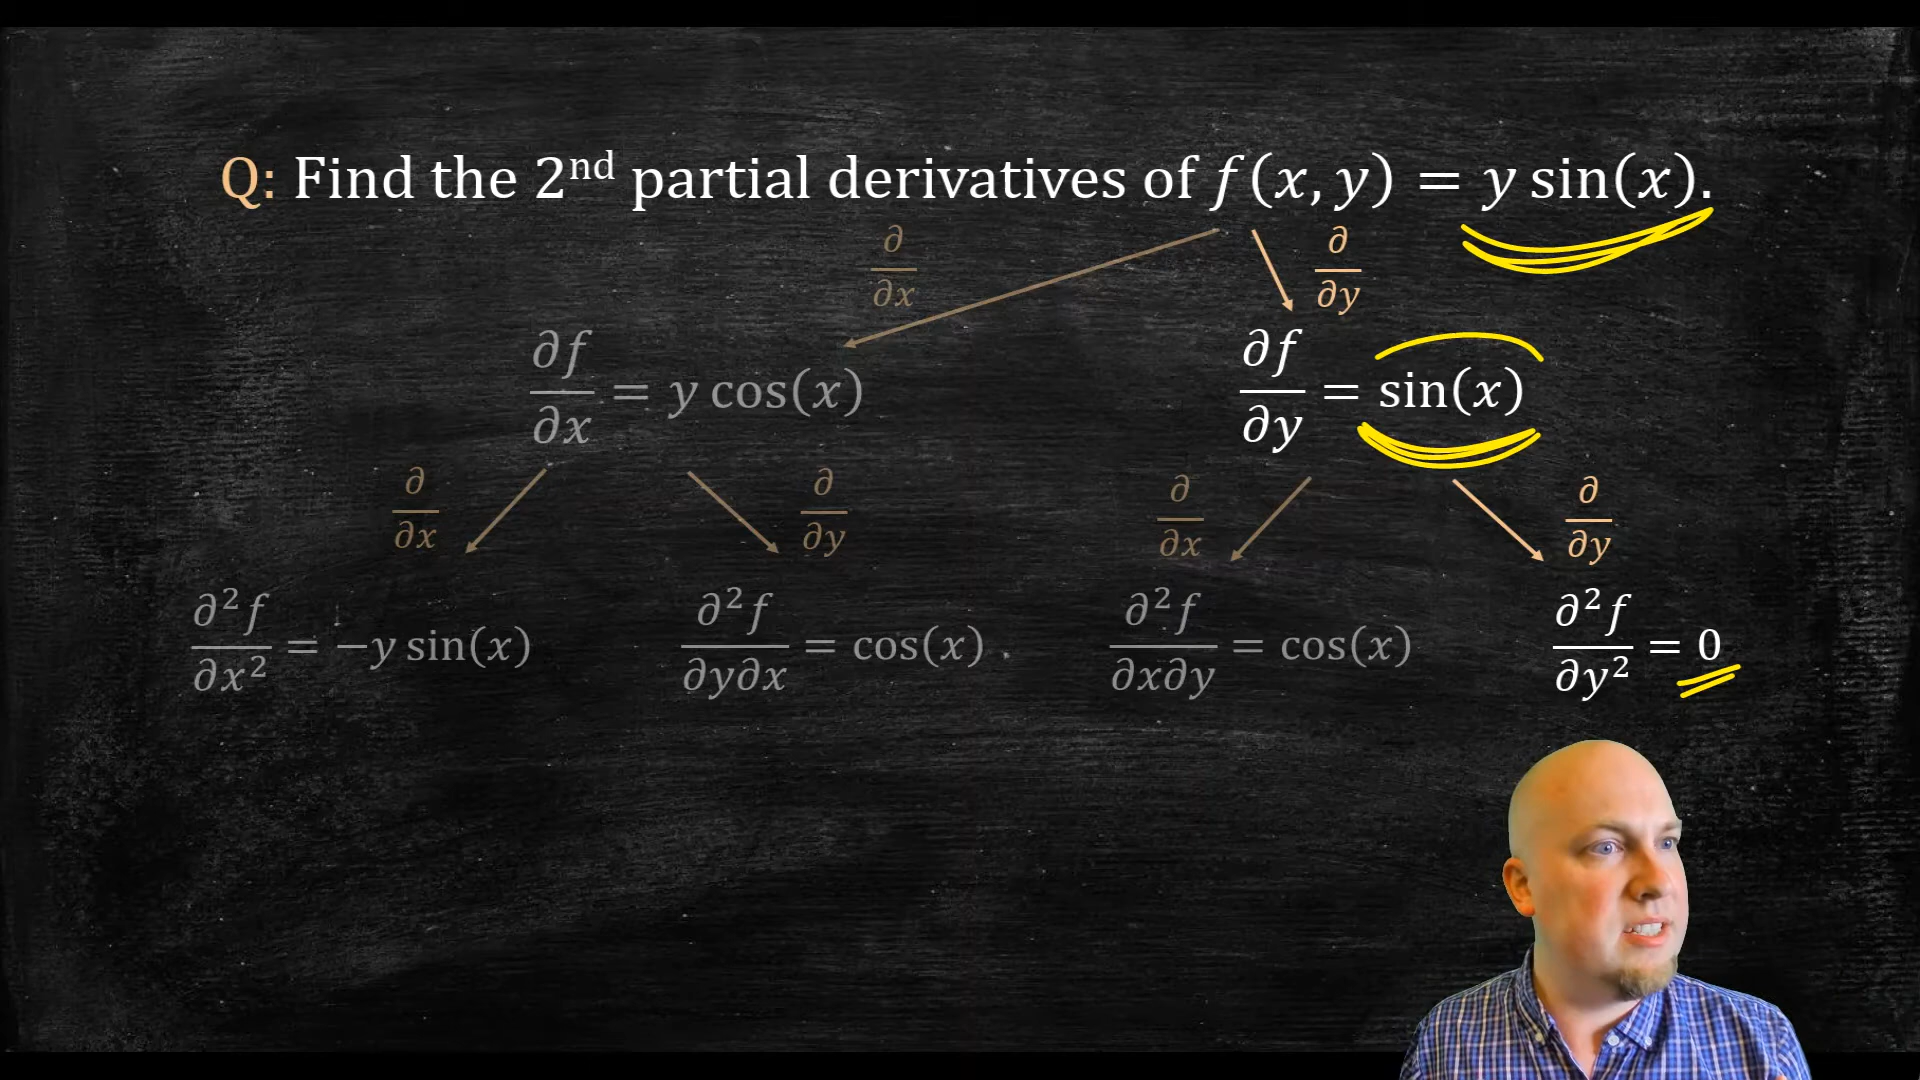 Q: Find the 2ⁿᵈ partial derivatives of f(x, y) = y sin(x).
∂/∂x ∂/∂y
∂f/∂x = y cos(x) ∂f/∂y = sin(x)
∂/∂x ∂/∂y ∂/∂x ∂/∂y
∂²f/∂x² = −y sin(x) ∂²f/∂y∂x = cos(x) ∂²f/∂x∂y = cos(x) ∂²f/∂y² = 0